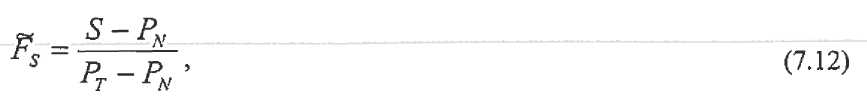 F̃_S = (S − P_N) / (P_T − P_N), (7.12)